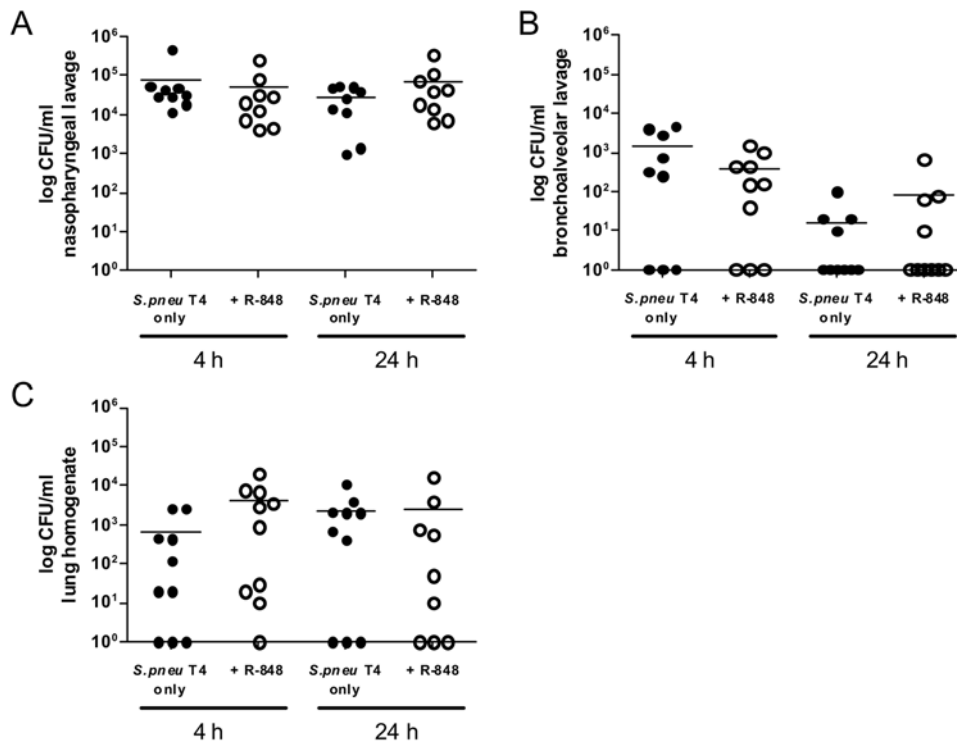 A
log CFU/ml
nasopharyngeal lavage
10⁶
10⁵
10⁴
10³
10²
10¹
10⁰
S.pneu T4
only
+ R-848
S.pneu T4
only
+ R-848
4 h
24 h
B
log CFU/ml
bronchoalveolar lavage
10⁶
10⁵
10⁴
10³
10²
10¹
10⁰
S.pneu T4
only
+ R-848
S.pneu T4
only
+ R-848
4 h
24 h
C
log CFU/ml
lung homogenate
10⁶
10⁵
10⁴
10³
10²
10¹
10⁰
S.pneu T4
only
+ R-848
S.pneu T4
only
+ R-848
4 h
24 h